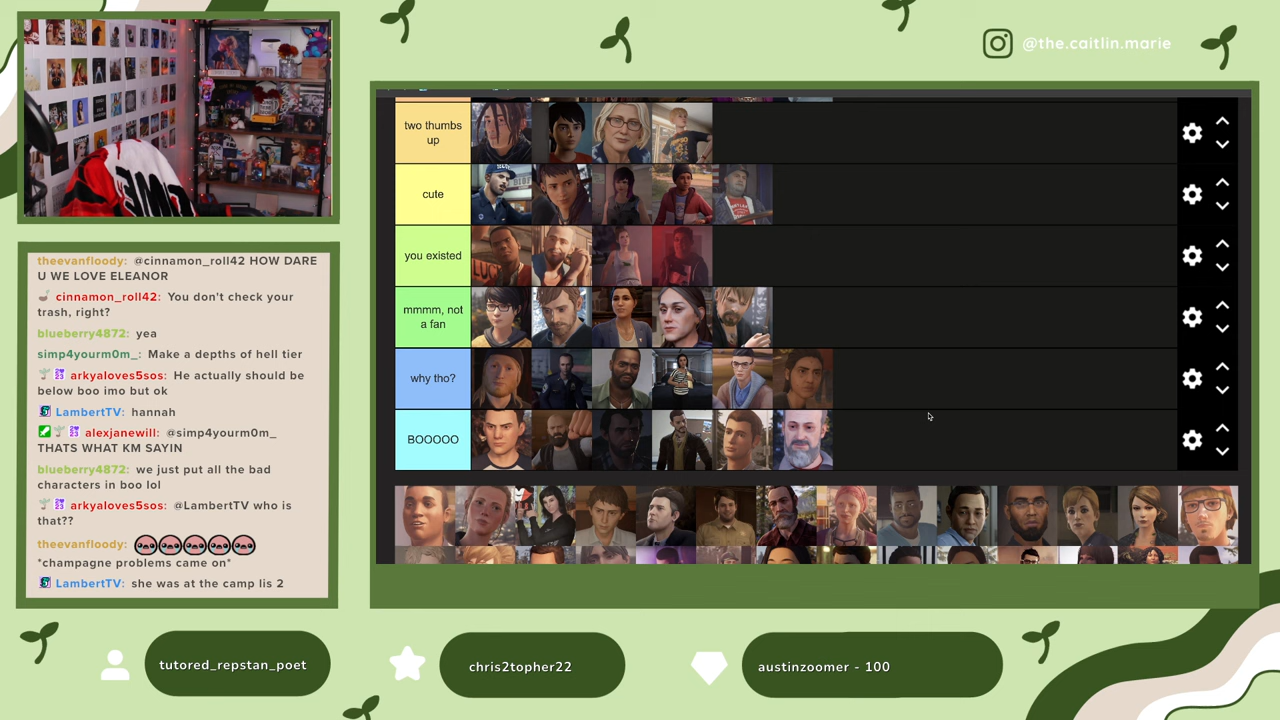 @the.caitlin.marie
two thumbs
up
cute
you existed
mmmm, not
a fan
why tho?
BOOOOO
theevanfloody: @cinnamon_roll42 HOW DARE
U WE LOVE ELEANOR
cinnamon_roll42: You don't check your
trash, right?
blueberry4872: yea
simp4yourm0m_: Make a depths of hell tier
arkyaloves5sos: He actually should be
below boo imo but ok
LambertTV: hannah
alexjanewill: @simp4yourm0m_
THATS WHAT KM SAYIN
blueberry4872: we just put all the bad
characters in boo lol
arkyaloves5sos: @LambertTV who is
that??
theevanfloody:
*champagne problems came on*
LambertTV: she was at the camp lis 2
tutored_repstan_poet
chris2topher22
austinzoomer - 100